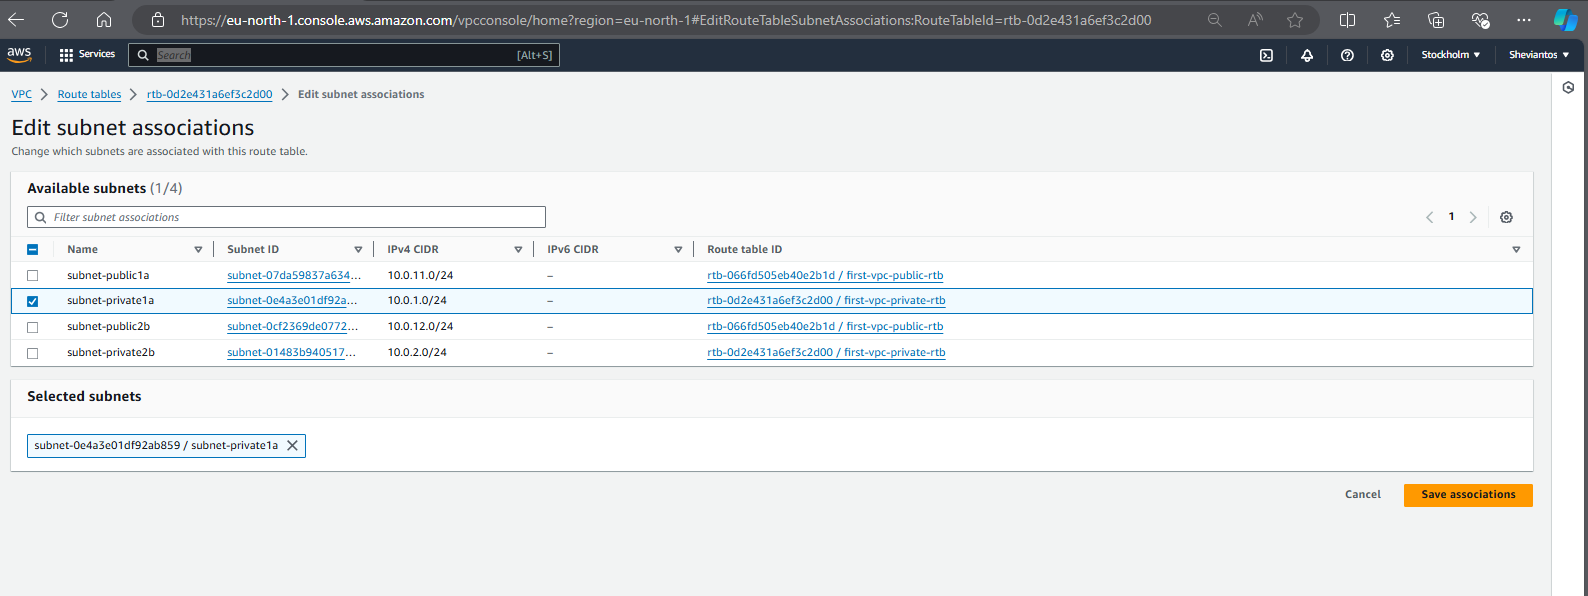 https://eu-north-1.console.aws.amazon.com/vpcconsole/home?region=eu-north-1#EditRouteTableSubnetAssociations:RouteTableId=rtb-0d2e431a6ef3c2d00
aws Services Search [Alt+S] Stockholm Sheviantos
VPC Route tables rtb-0d2e431a6ef3c2d00 Edit subnet associations
Edit subnet associations
Change which subnets are associated with this route table.
Available subnets (1/4)
Filter subnet associations
1
Name Subnet ID IPv4 CIDR IPv6 CIDR Route table ID
subnet-public1a subnet-07da59837a634... 10.0.11.0/24 – rtb-066fd505eb40e2b1d / first-vpc-public-rtb
subnet-private1a subnet-0e4a3e01df92a... 10.0.1.0/24 – rtb-0d2e431a6ef3c2d00 / first-vpc-private-rtb
subnet-public2b subnet-0cf2369de0772... 10.0.12.0/24 – rtb-066fd505eb40e2b1d / first-vpc-public-rtb
subnet-private2b subnet-01483b940517... 10.0.2.0/24 – rtb-0d2e431a6ef3c2d00 / first-vpc-private-rtb
Selected subnets
subnet-0e4a3e01df92ab859 / subnet-private1a
Cancel Save associations